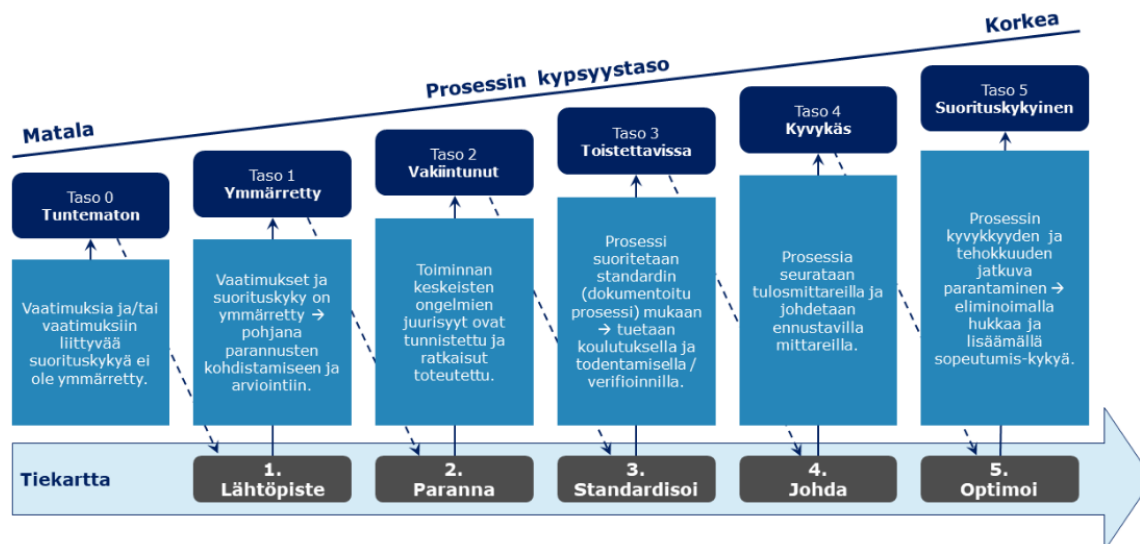 Korkea
Prosessin kypsyystaso
Matala
Taso 0
Tuntematon
Vaatimuksia ja/tai
vaatimuksiin
liittyvää
suorituskykyä ei
ole ymmärretty.
Taso 1
Ymmärretty
Vaatimukset ja
suorituskyky on
ymmärretty →
pohjana
parannusten
kohdistamiseen ja
arviointiin.
Taso 2
Vakiintunut
Toiminnan
keskeisten
ongelmien
juurisyyt ovat
tunnistettu ja
ratkaisut
toteutettu.
Taso 3
Toistettavissa
Prosessi
suoritetaan
standardin
(dokumentoitu
prosessi) mukaan
→ tuetaan
koulutuksella ja
todentamisella /
verifioinnilla.
Taso 4
Kyvykäs
Prosessia
seurataan
tulosmittareilla ja
johdetaan
ennustavilla
mittareilla.
Taso 5
Suorituskykyinen
Prosessin
kyvykkyyden ja
tehokkuuden
jatkuva
parantaminen →
eliminoimalla
hukkaa ja
lisäämällä
sopeutumis-kykyä.
Tiekartta
1.
Lähtöpiste
2.
Paranna
3.
Standardisoi
4.
Johda
5.
Optimoi